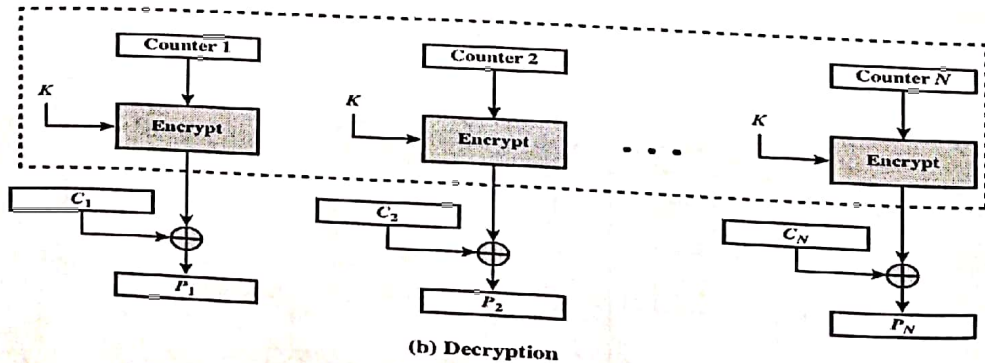 Counter 1
Counter 2
Counter N
K
K
K
Encrypt
Encrypt
Encrypt
C1
C2
CN
P1
P2
PN
(b) Decryption